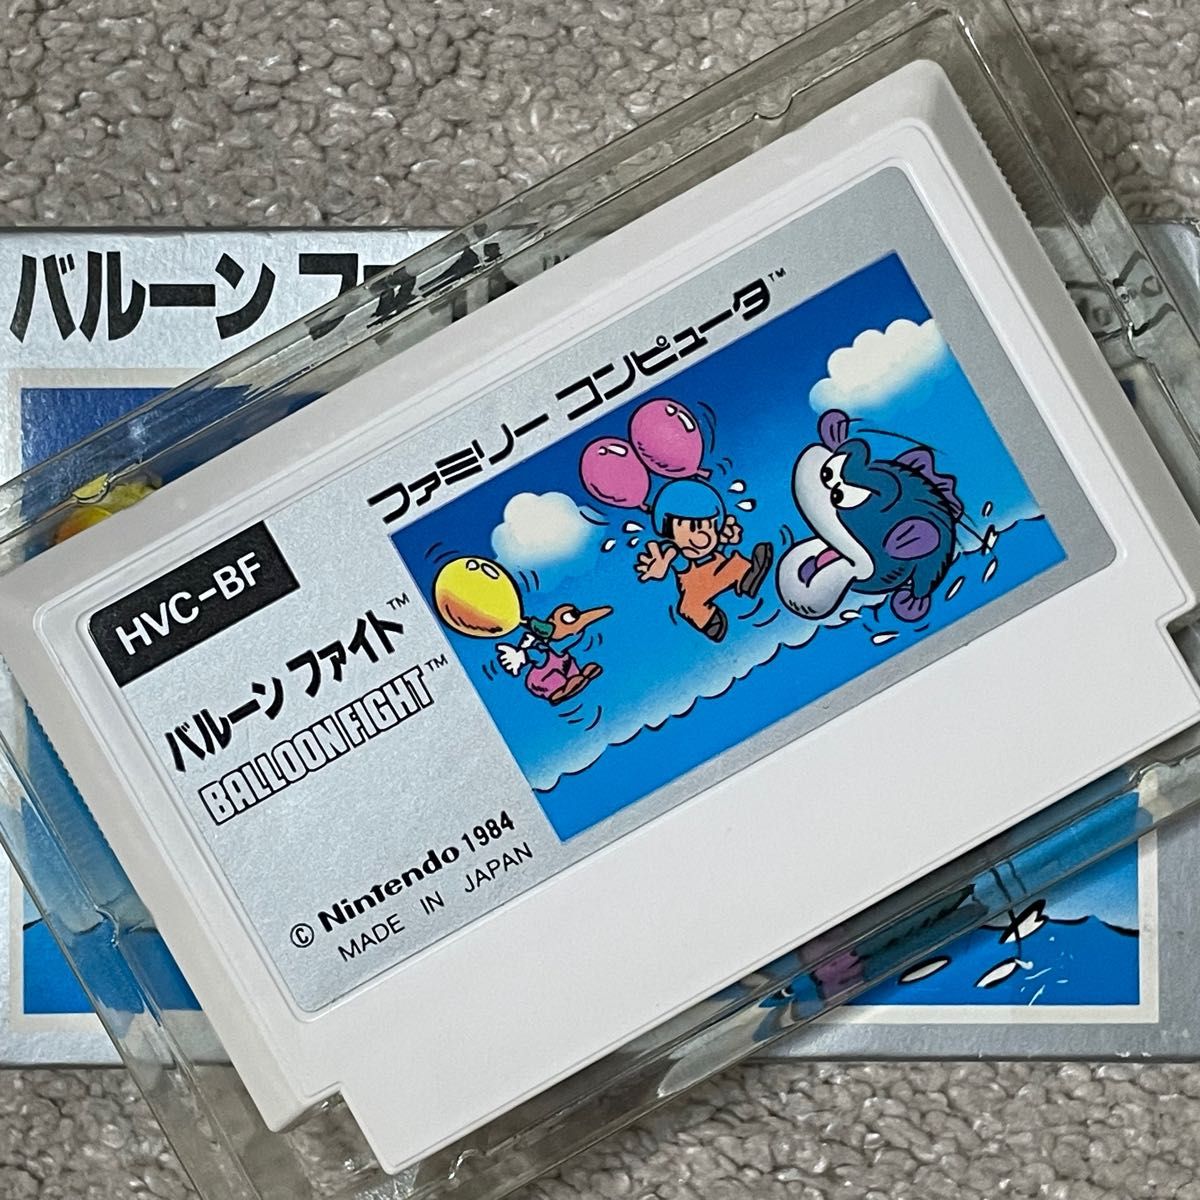 バルーン ファイ
ファミリー コンピュータ™
HVC-BF
バルーン ファイト™
BALLOON FIGHT™
© Nintendo 1984
MADE IN JAPAN